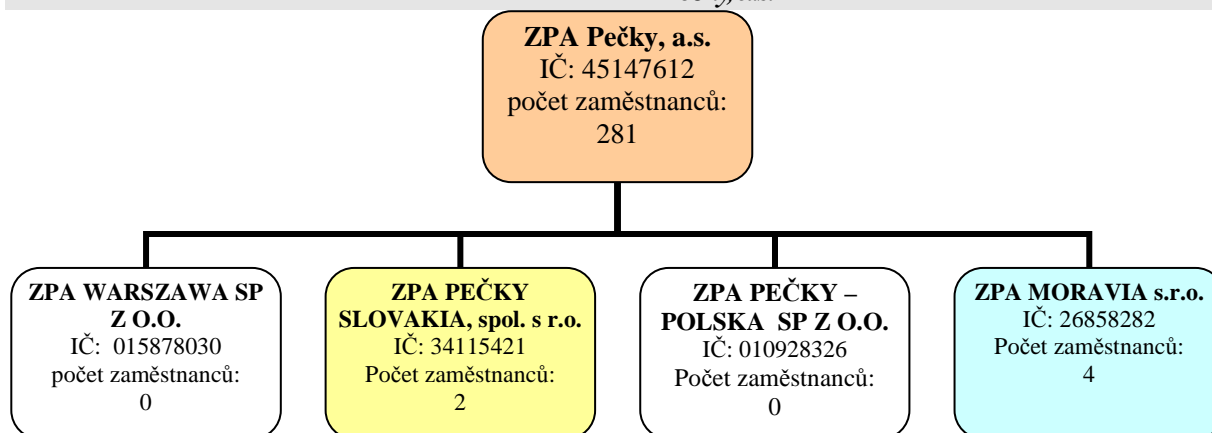 ZPA Pečky, a.s.
IČ: 45147612
počet zaměstnanců:
281
ZPA WARSZAWA SP
Z O.O.
IČ: 015878030
počet zaměstnanců:
0
ZPA PEČKY
SLOVAKIA, spol. s r.o.
IČ: 34115421
Počet zaměstnanců:
2
ZPA PEČKY –
POLSKA SP Z O.O.
IČ: 010928326
Počet zaměstnanců:
0
ZPA MORAVIA s.r.o.
IČ: 26858282
Počet zaměstnanců:
4